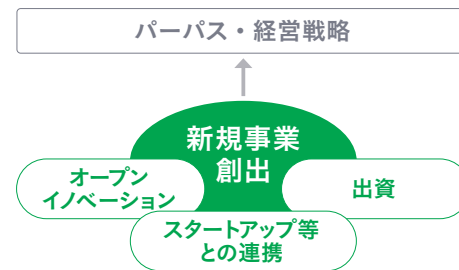 パーパス・経営戦略
新規事業
創出
オープン
イノベーション
出資
スタートアップ等
との連携